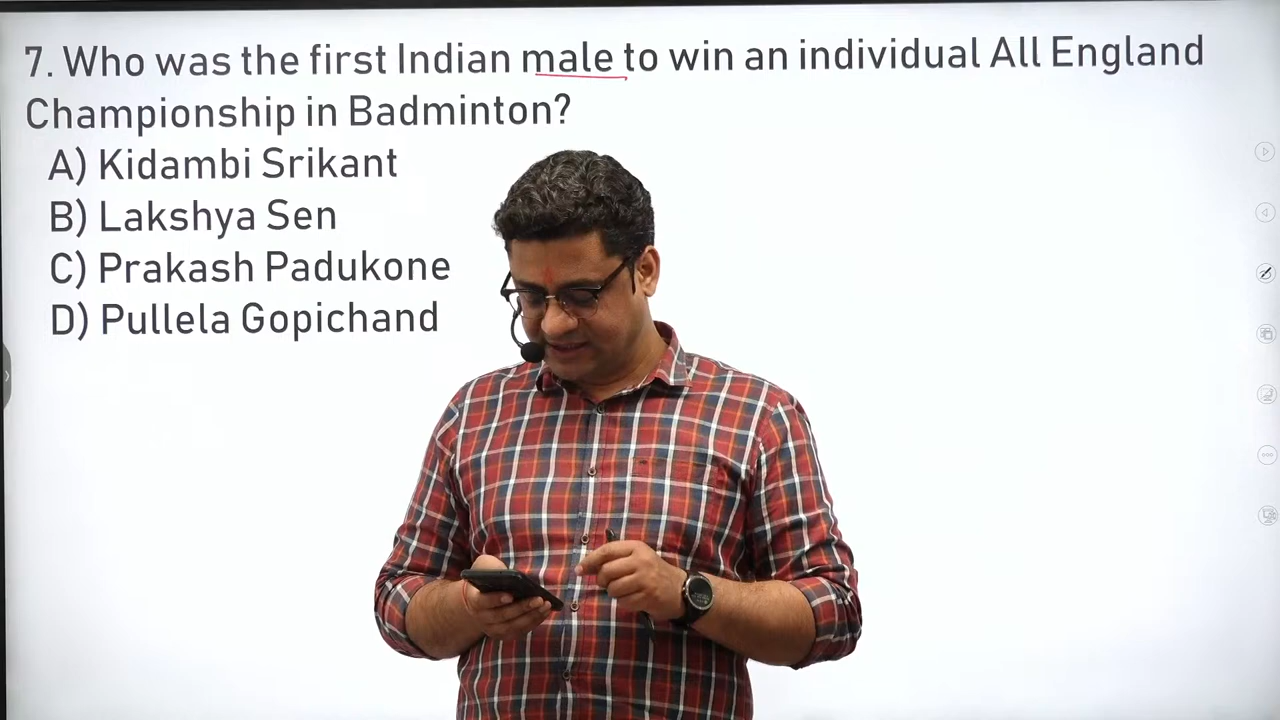 7. Who was the first Indian male to win an individual All England
Championship in Badminton?
A) Kidambi Srikant
B) Lakshya Sen
C) Prakash Padukone
D) Pullela Gopichand